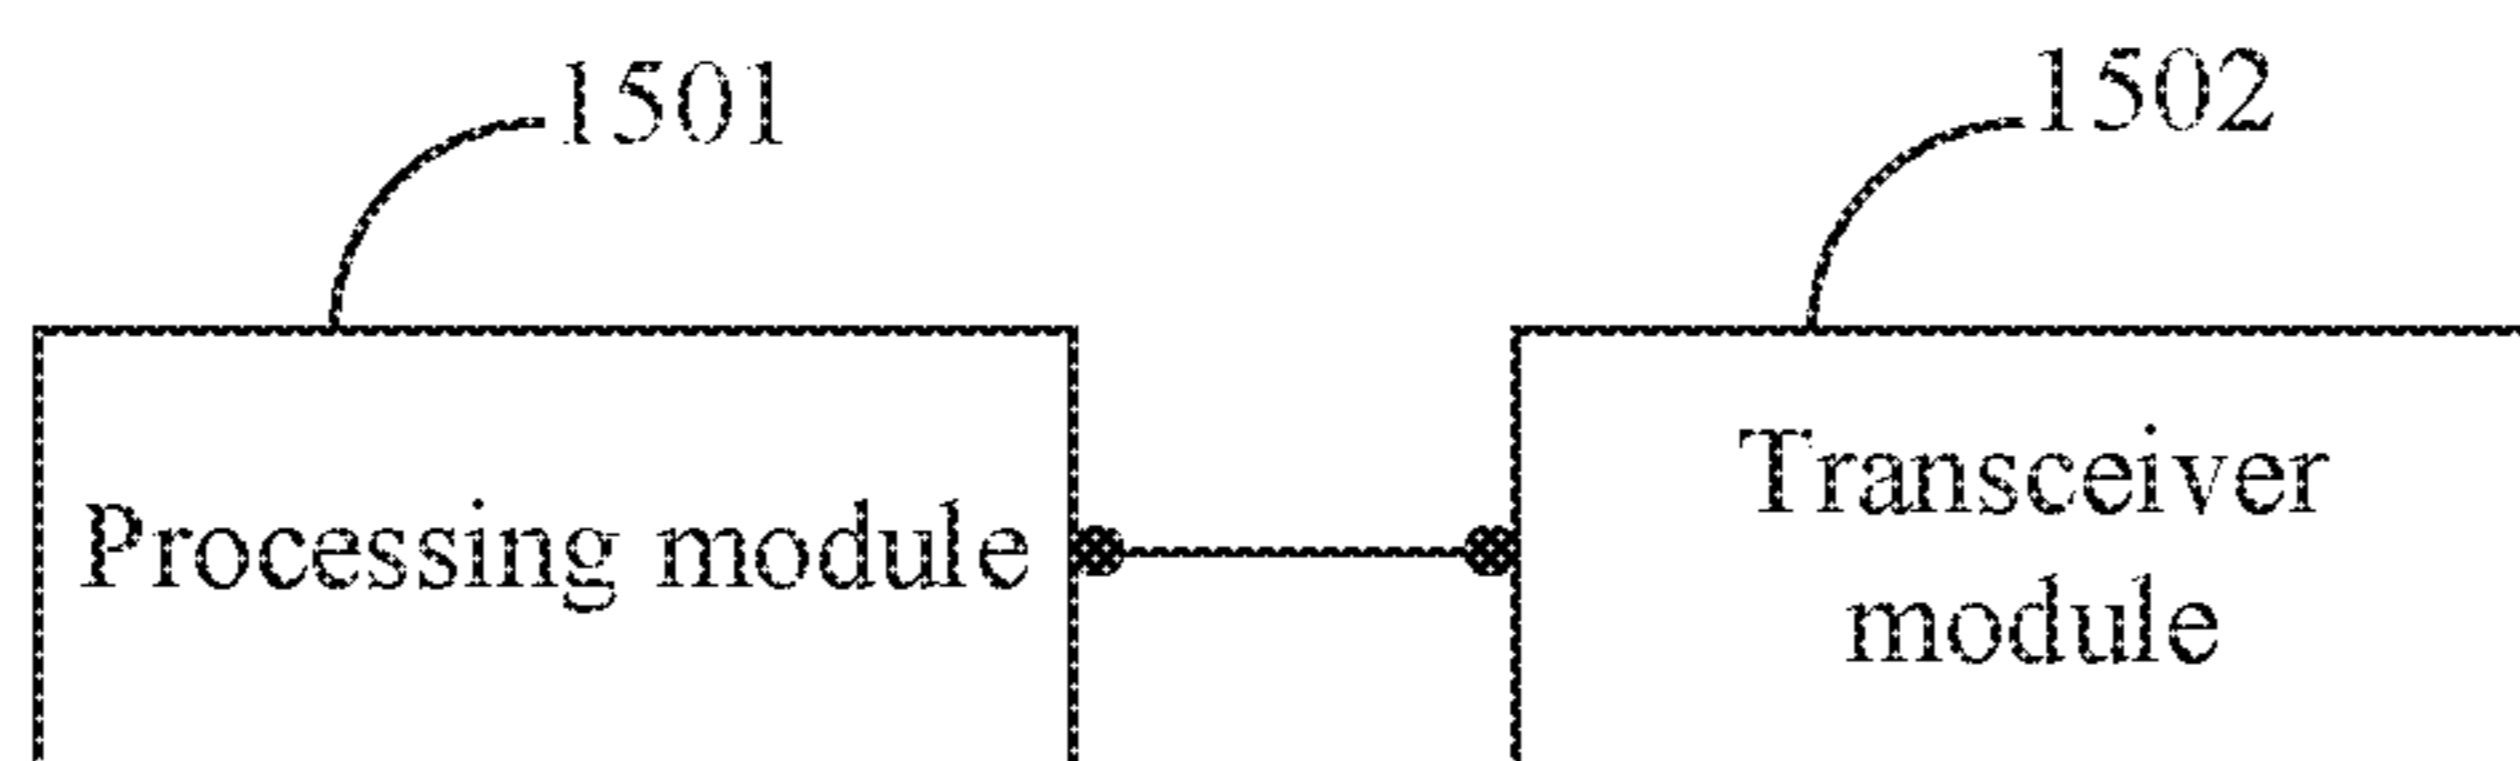 1501
1502
Processing module
Transceiver
module